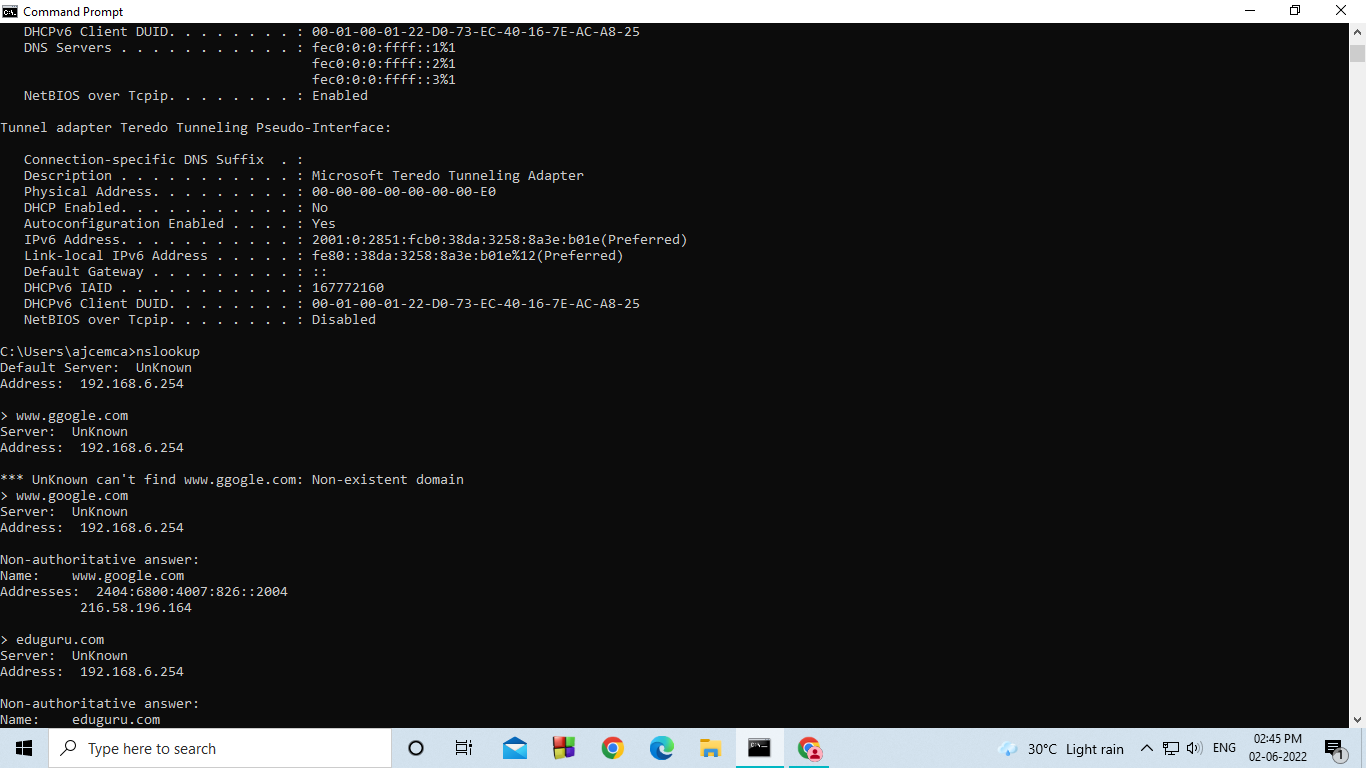 Command Prompt
DHCPv6 Client DUID. . . . . . . . : 00-01-00-01-22-D0-73-EC-40-16-7E-AC-A8-25
DNS Servers . . . . . . . . . . . : fec0:0:0:ffff::1%1
fec0:0:0:ffff::2%1
fec0:0:0:ffff::3%1
NetBIOS over Tcpip. . . . . . . . : Enabled
Tunnel adapter Teredo Tunneling Pseudo-Interface:
Connection-specific DNS Suffix  . :
Description . . . . . . . . . . . : Microsoft Teredo Tunneling Adapter
Physical Address. . . . . . . . . : 00-00-00-00-00-00-00-E0
DHCP Enabled. . . . . . . . . . . : No
Autoconfiguration Enabled . . . . : Yes
IPv6 Address. . . . . . . . . . . : 2001:0:2851:fcb0:38da:3258:8a3e:b01e(Preferred)
Link-local IPv6 Address . . . . . : fe80::38da:3258:8a3e:b01e%12(Preferred)
Default Gateway . . . . . . . . . : ::
DHCPv6 IAID . . . . . . . . . . . : 167772160
DHCPv6 Client DUID. . . . . . . . : 00-01-00-01-22-D0-73-EC-40-16-7E-AC-A8-25
NetBIOS over Tcpip. . . . . . . . : Disabled
C:\Users\ajcemca>nslookup
Default Server:  UnKnown
Address:  192.168.6.254
> www.ggogle.com
Server:  UnKnown
Address:  192.168.6.254
*** UnKnown can't find www.ggogle.com: Non-existent domain
> www.google.com
Server:  UnKnown
Address:  192.168.6.254
Non-authoritative answer:
Name:    www.google.com
Addresses:  2404:6800:4007:826::2004
216.58.196.164
> eduguru.com
Server:  UnKnown
Address:  192.168.6.254
Non-authoritative answer:
Name:    eduguru.com
Type here to search
30°C Light rain
ENG
02:45 PM
02-06-2022
1